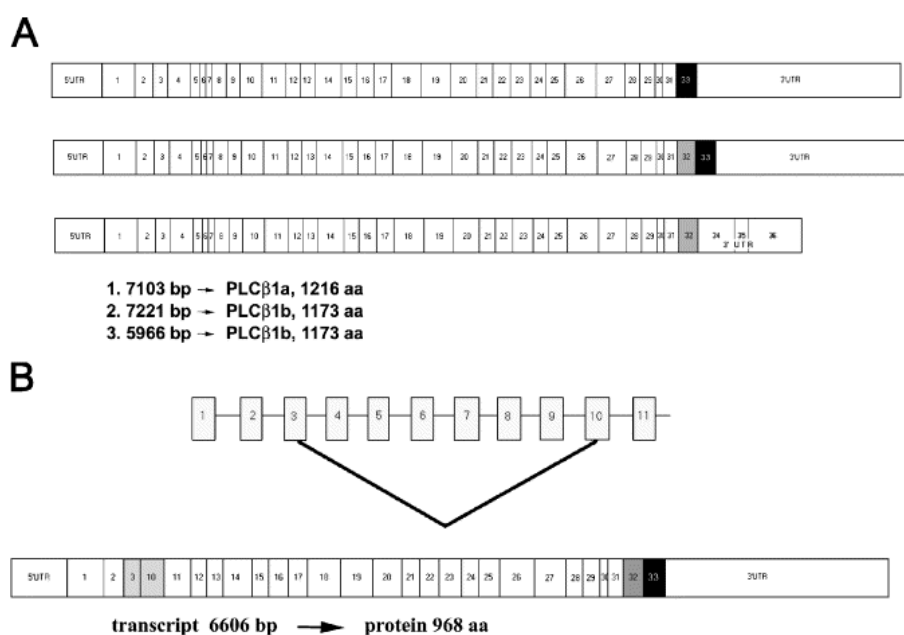 A
5'UTR 1 2 3 4 5 6 7 8 9 10 11 12 12 14 15 16 17 18 19 20 21 22 23 24 25 26 27 28 29 30 31 33 3'UTR
5'UTR 1 2 3 4 5 6 7 8 9 10 11 12 13 14 15 16 17 18 19 20 21 22 23 24 25 26 27 28 29 30 31 32 33 3'UTR
5'UTR 1 2 3 4 5 6 7 8 9 10 11 12 13 14 15 16 17 18 19 20 21 22 23 24 25 26 27 28 29 30 31 32 34 35 36
3' U T R
1. 7103 bp → PLCβ1a, 1216 aa
2. 7221 bp → PLCβ1b, 1173 aa
3. 5966 bp → PLCβ1b, 1173 aa
B
1 2 3 4 5 6 7 8 9 10 11
5'UTR 1 2 3 10 11 12 13 14 15 16 17 18 19 20 21 22 23 24 25 26 27 28 29 30 31 32 33 3'UTR
transcript 6606 bp → protein 968 aa